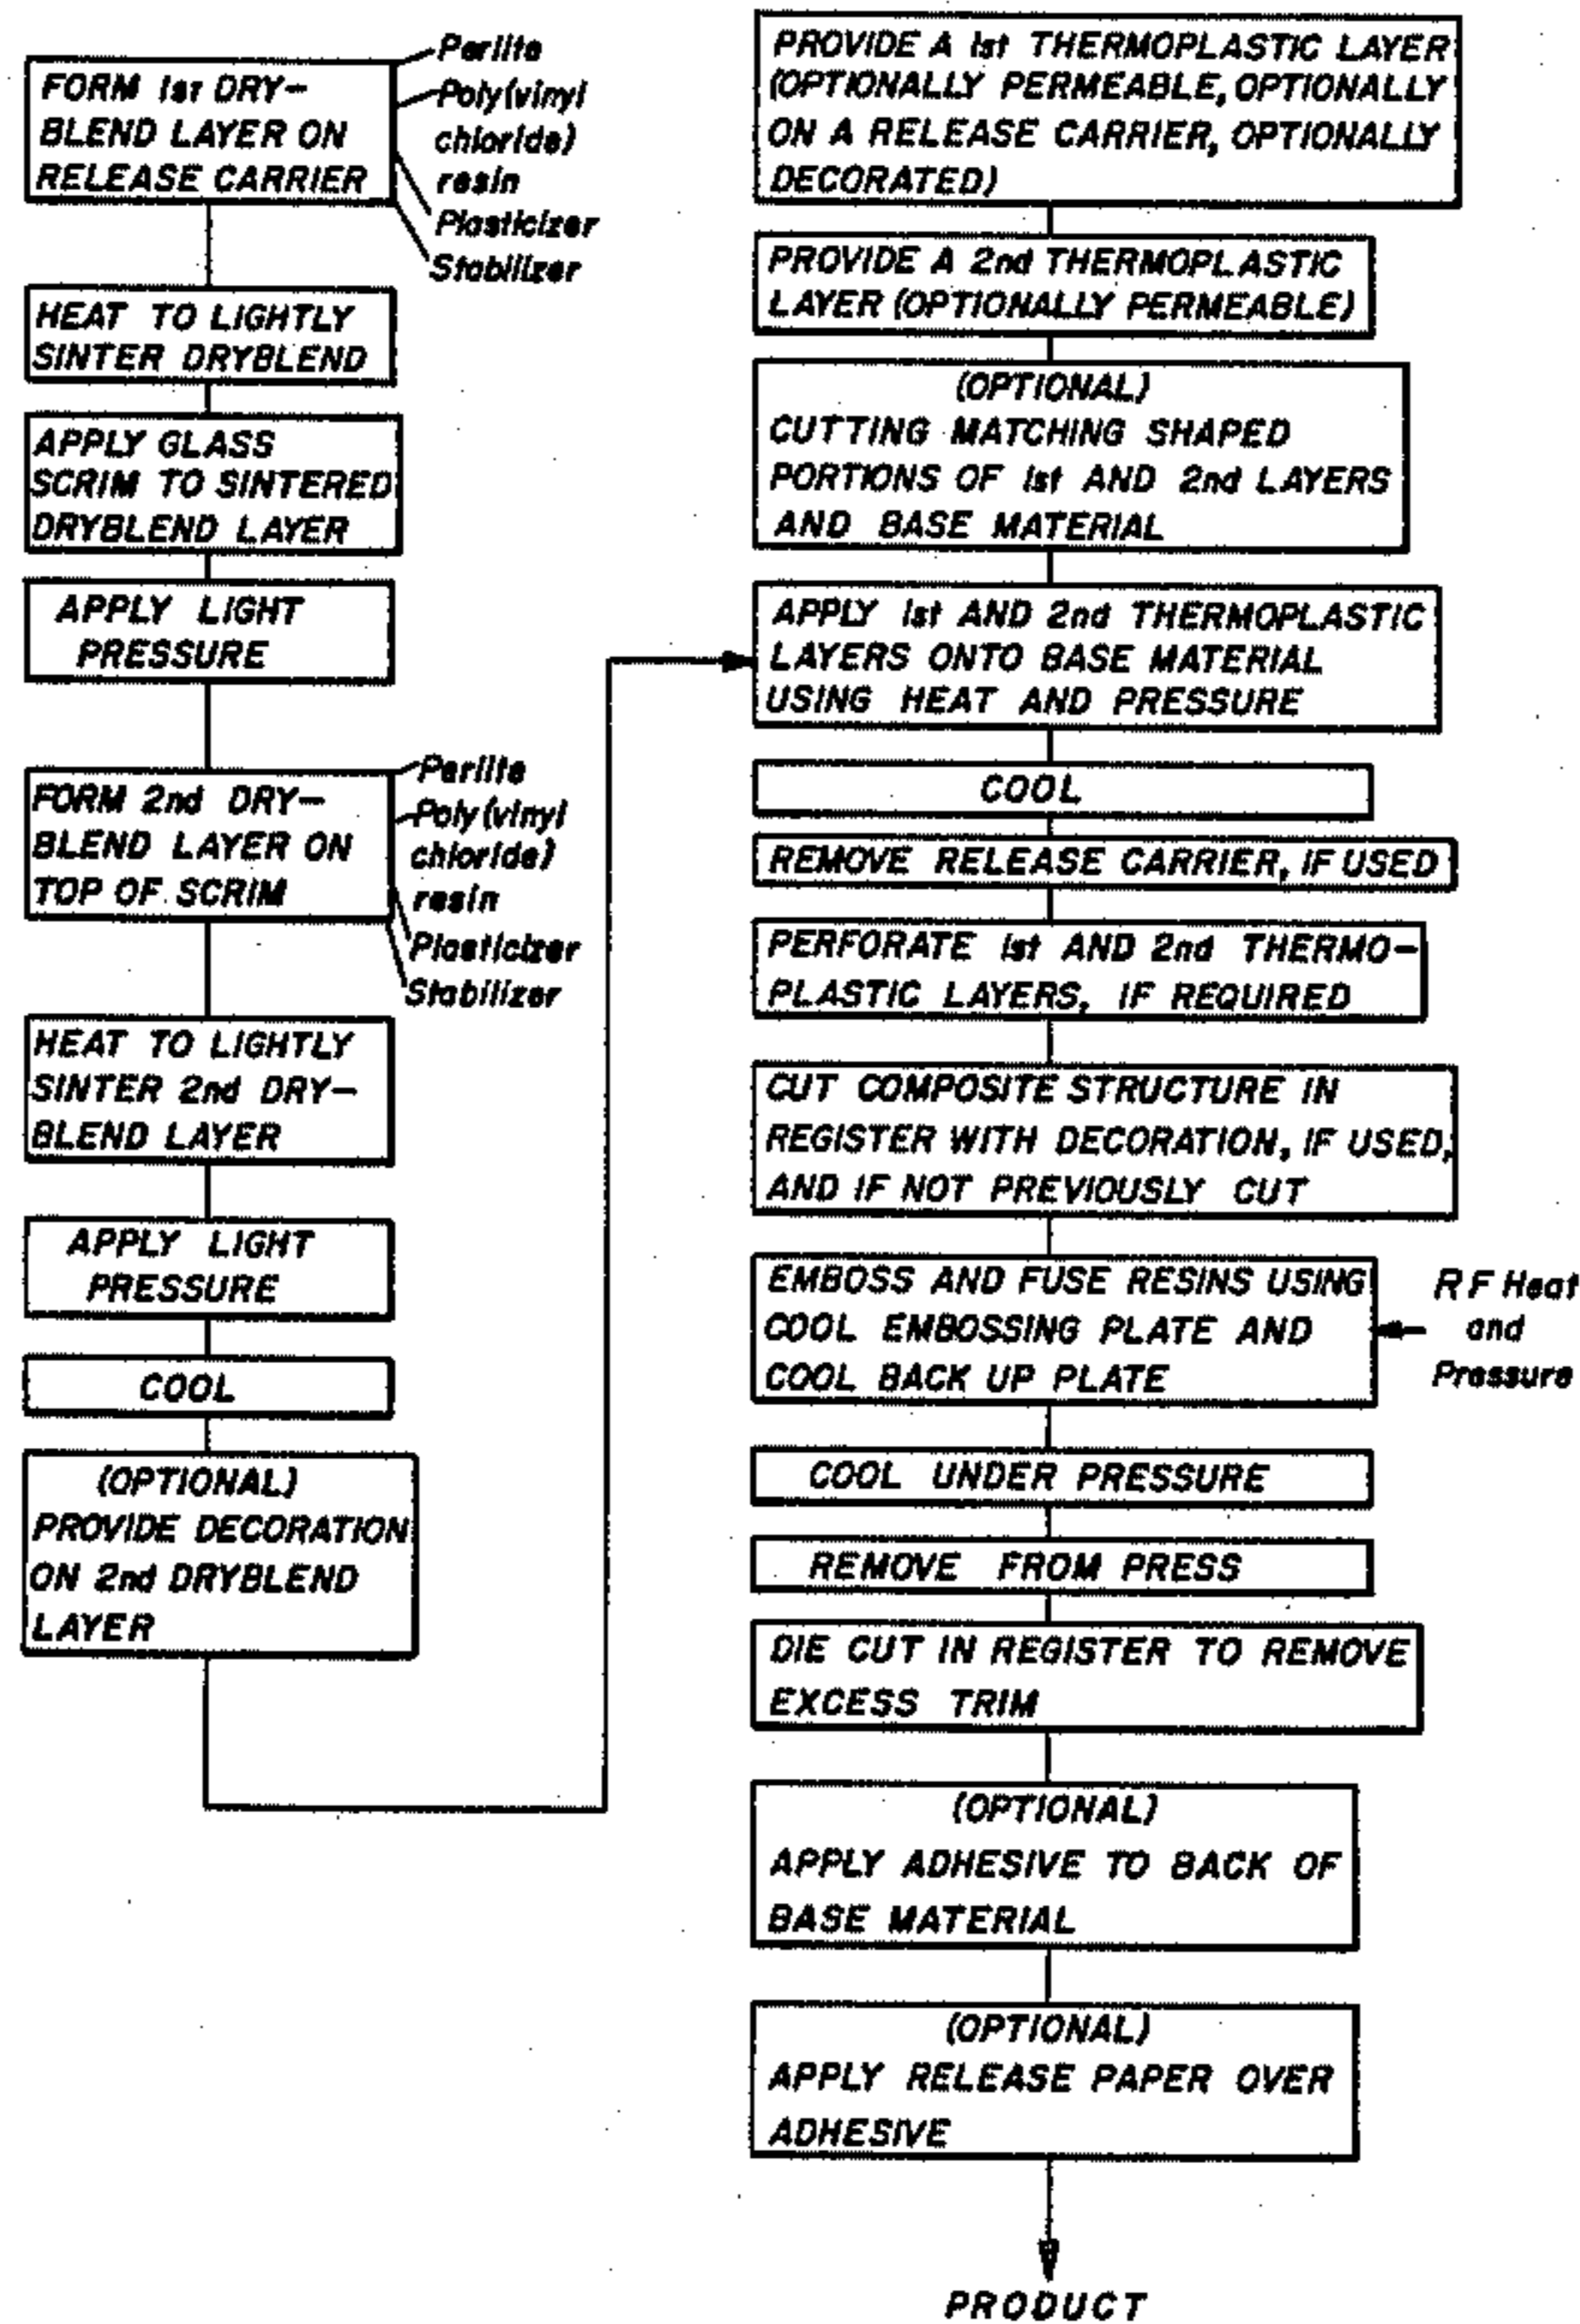 FORM 1st DRY-
BLEND LAYER ON
RELEASE CARRIER
Perlite
Poly(vinyl
chloride)
resin
Plasticizer
Stabilizer
HEAT TO LIGHTLY
SINTER DRYBLEND
APPLY GLASS
SCRIM TO SINTERED
DRYBLEND LAYER
APPLY LIGHT
PRESSURE
FORM 2nd DRY-
BLEND LAYER ON
TOP OF SCRIM
Perlite
Poly(vinyl
chloride)
resin
Plasticizer
Stabilizer
HEAT TO LIGHTLY
SINTER 2nd DRY-
BLEND LAYER
APPLY LIGHT
PRESSURE
COOL
(OPTIONAL)
PROVIDE DECORATION
ON 2nd DRYBLEND
LAYER
PROVIDE A 1st THERMOPLASTIC LAYER
(OPTIONALLY PERMEABLE, OPTIONALLY
ON A RELEASE CARRIER, OPTIONALLY
DECORATED)
PROVIDE A 2nd THERMOPLASTIC
LAYER (OPTIONALLY PERMEABLE)
(OPTIONAL)
CUTTING MATCHING SHAPED
PORTIONS OF 1st AND 2nd LAYERS
AND BASE MATERIAL
APPLY 1st AND 2nd THERMOPLASTIC
LAYERS ONTO BASE MATERIAL
USING HEAT AND PRESSURE
COOL
REMOVE RELEASE CARRIER, IF USED
PERFORATE 1st AND 2nd THERMO-
PLASTIC LAYERS, IF REQUIRED
CUT COMPOSITE STRUCTURE IN
REGISTER WITH DECORATION, IF USED,
AND IF NOT PREVIOUSLY CUT
EMBOSS AND FUSE RESINS USING
COOL EMBOSSING PLATE AND
COOL BACK UP PLATE
RF Heat
and
Pressure
COOL UNDER PRESSURE
REMOVE FROM PRESS
DIE CUT IN REGISTER TO REMOVE
EXCESS TRIM
(OPTIONAL)
APPLY ADHESIVE TO BACK OF
BASE MATERIAL
(OPTIONAL)
APPLY RELEASE PAPER OVER
ADHESIVE
PRODUCT